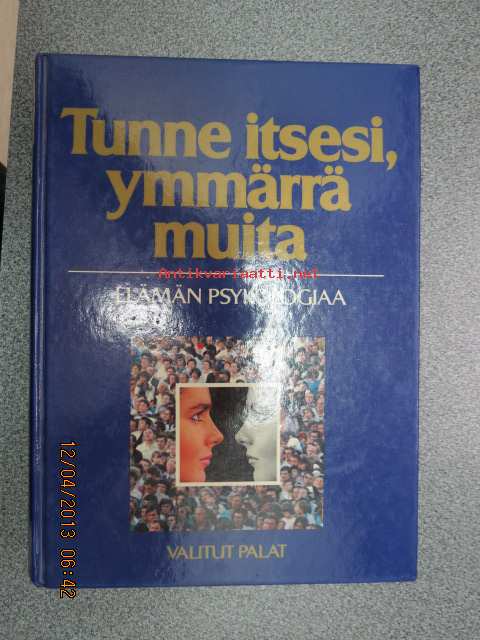 Tunne itsesi,
ymmärrä
muita
Antikvariaatti.net
ELÄMÄN PSYKOLOGIAA
VALITUT PALAT
12/04/2013 06:42